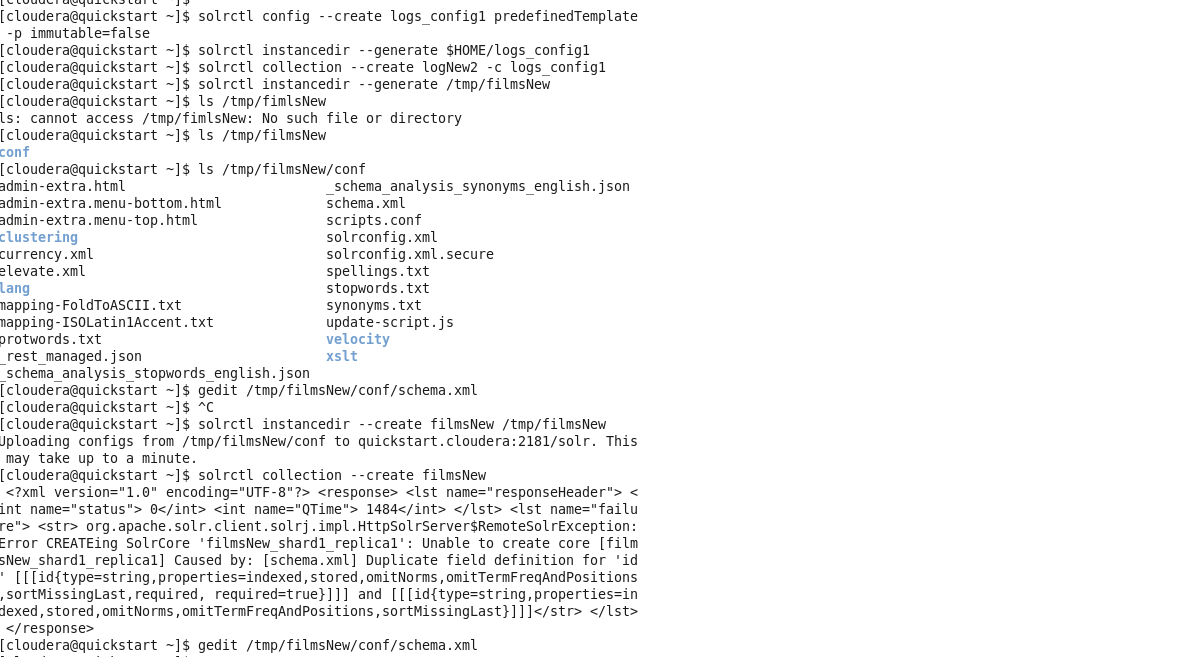 [cloudera@quickstart ~]$
[cloudera@quickstart ~]$ solrctl config --create logs_config1 predefinedTemplate
-p immutable=false
[cloudera@quickstart ~]$ solrctl instancedir --generate $HOME/logs_config1
[cloudera@quickstart ~]$ solrctl collection --create logNew2 -c logs_config1
[cloudera@quickstart ~]$ solrctl instancedir --generate /tmp/filmsNew
[cloudera@quickstart ~]$ ls /tmp/fimlsNew
ls: cannot access /tmp/fimlsNew: No such file or directory
[cloudera@quickstart ~]$ ls /tmp/filmsNew
conf
[cloudera@quickstart ~]$ ls /tmp/filmsNew/conf
admin-extra.html _schema_analysis_synonyms_english.json
admin-extra.menu-bottom.html schema.xml
admin-extra.menu-top.html scripts.conf
clustering solrconfig.xml
currency.xml solrconfig.xml.secure
elevate.xml spellings.txt
lang stopwords.txt
mapping-FoldToASCII.txt synonyms.txt
mapping-ISOLatin1Accent.txt update-script.js
protwords.txt velocity
_rest_managed.json xslt
_schema_analysis_stopwords_english.json
[cloudera@quickstart ~]$ gedit /tmp/filmsNew/conf/schema.xml
[cloudera@quickstart ~]$ ^C
[cloudera@quickstart ~]$ solrctl instancedir --create filmsNew /tmp/filmsNew
Uploading configs from /tmp/filmsNew/conf to quickstart.cloudera:2181/solr. This
may take up to a minute.
[cloudera@quickstart ~]$ solrctl collection --create filmsNew
<?xml version="1.0" encoding="UTF-8"?> <response> <lst name="responseHeader"> <
int name="status"> 0</int> <int name="QTime"> 1484</int> </lst> <lst name="failu
re"> <str> org.apache.solr.client.solrj.impl.HttpSolrServer$RemoteSolrException:
Error CREATEing SolrCore 'filmsNew_shard1_replica1': Unable to create core [film
sNew_shard1_replica1] Caused by: [schema.xml] Duplicate field definition for 'id
' [[[id{type=string,properties=indexed,stored,omitNorms,omitTermFreqAndPositions
,sortMissingLast,required, required=true}]]] and [[[id{type=string,properties=in
dexed,stored,omitNorms,omitTermFreqAndPositions,sortMissingLast}]]]</str> </lst>
</response>
[cloudera@quickstart ~]$ gedit /tmp/filmsNew/conf/schema.xml